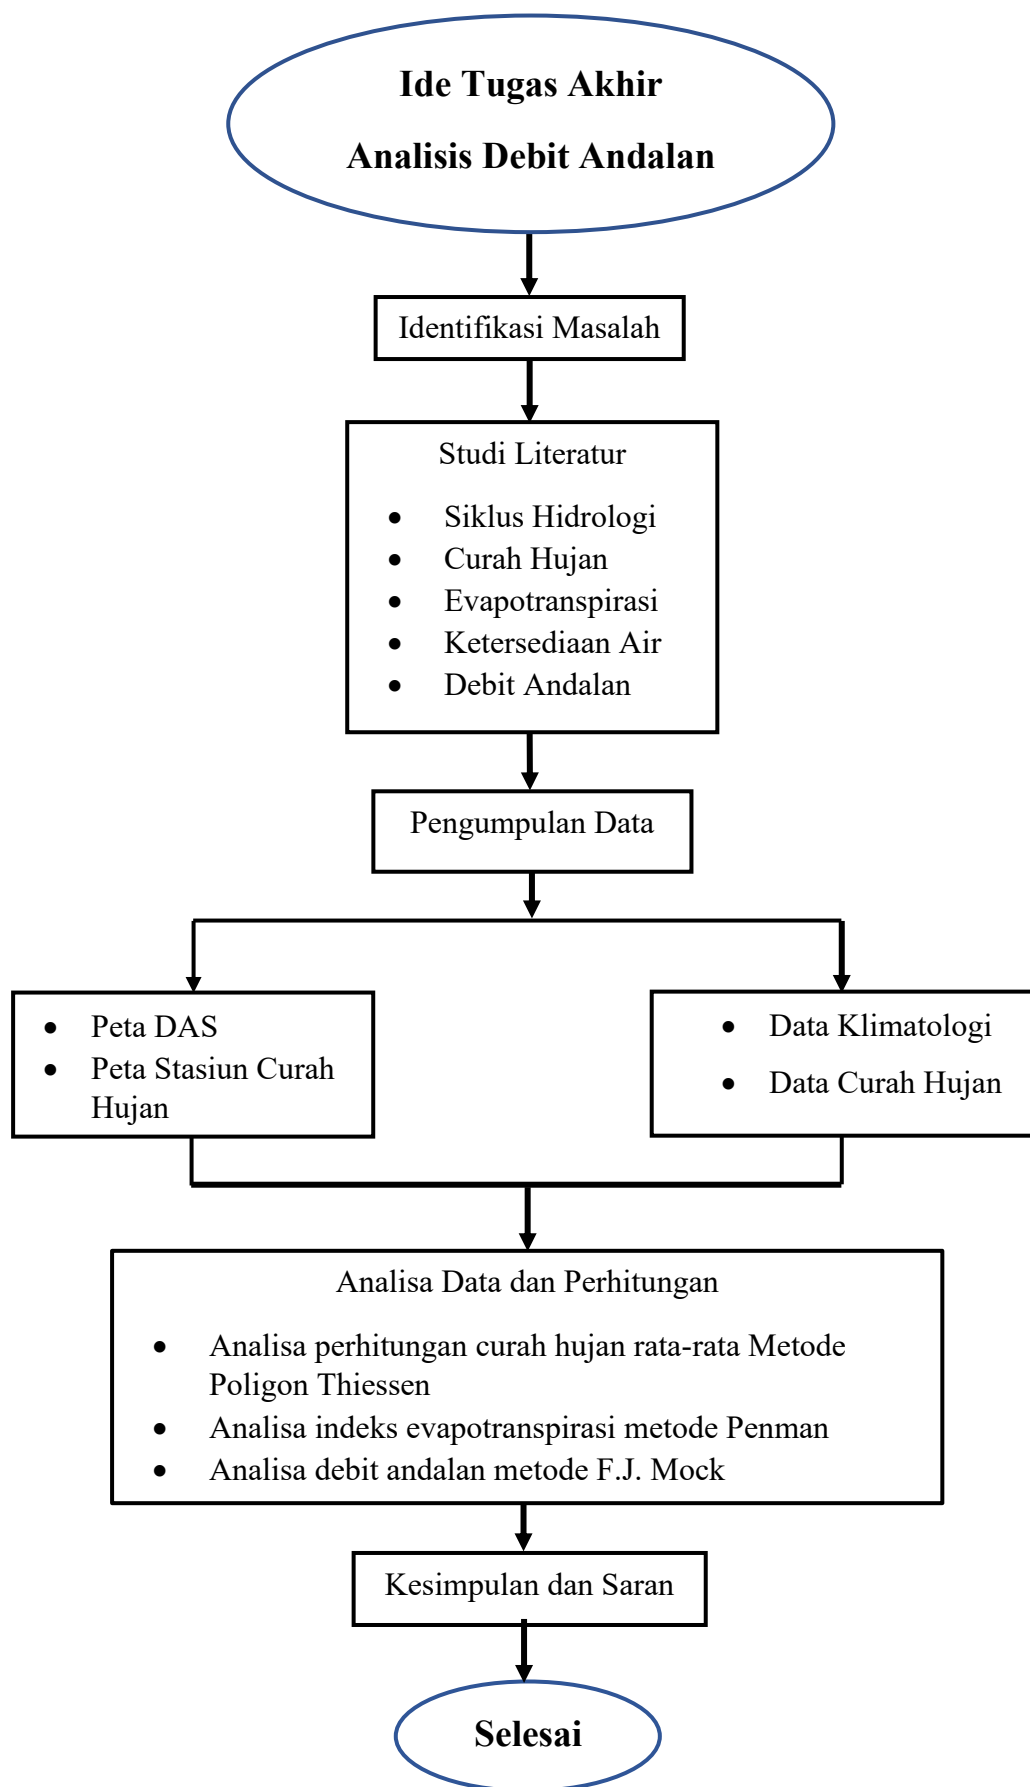 Ide Tugas Akhir
Analisis Debit Andalan
Identifikasi Masalah
Studi Literatur
• Siklus Hidrologi
• Curah Hujan
• Evapotranspirasi
• Ketersediaan Air
• Debit Andalan
Pengumpulan Data
• Peta DAS
• Peta Stasiun Curah
Hujan
• Data Klimatologi
• Data Curah Hujan
Analisa Data dan Perhitungan
• Analisa perhitungan curah hujan rata-rata Metode
Poligon Thiessen
• Analisa indeks evapotranspirasi metode Penman
• Analisa debit andalan metode F.J. Mock
Kesimpulan dan Saran
Selesai